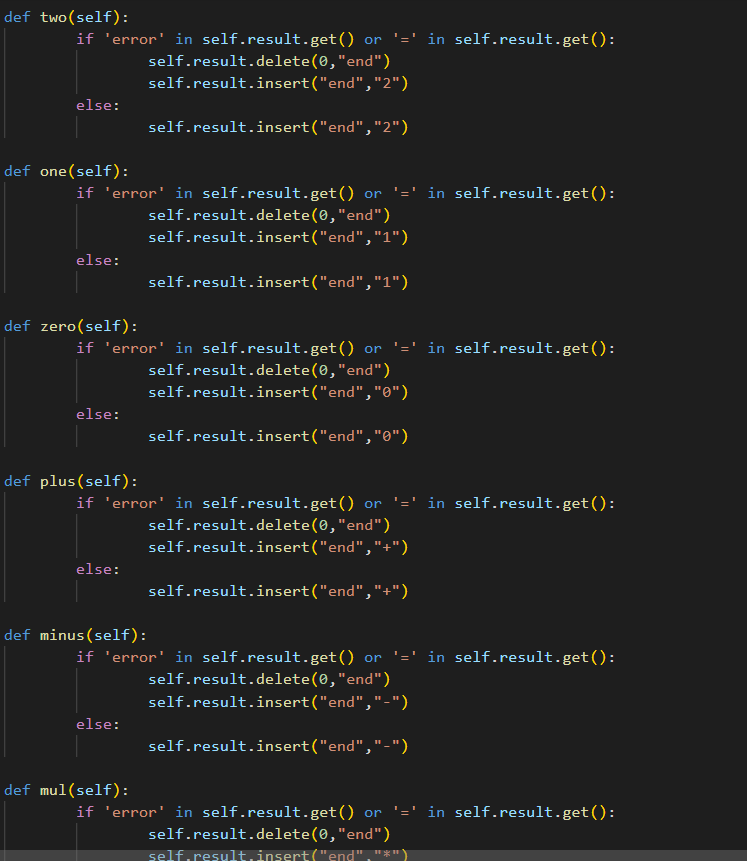 def two(self):
if 'error' in self.result.get() or '=' in self.result.get():
self.result.delete(0,"end")
self.result.insert("end","2")
else:
self.result.insert("end","2")
def one(self):
if 'error' in self.result.get() or '=' in self.result.get():
self.result.delete(0,"end")
self.result.insert("end","1")
else:
self.result.insert("end","1")
def zero(self):
if 'error' in self.result.get() or '=' in self.result.get():
self.result.delete(0,"end")
self.result.insert("end","0")
else:
self.result.insert("end","0")
def plus(self):
if 'error' in self.result.get() or '=' in self.result.get():
self.result.delete(0,"end")
self.result.insert("end","+")
else:
self.result.insert("end","+")
def minus(self):
if 'error' in self.result.get() or '=' in self.result.get():
self.result.delete(0,"end")
self.result.insert("end","-")
else:
self.result.insert("end","-")
def mul(self):
if 'error' in self.result.get() or '=' in self.result.get():
self.result.delete(0,"end")
self.result.insert("end","*")